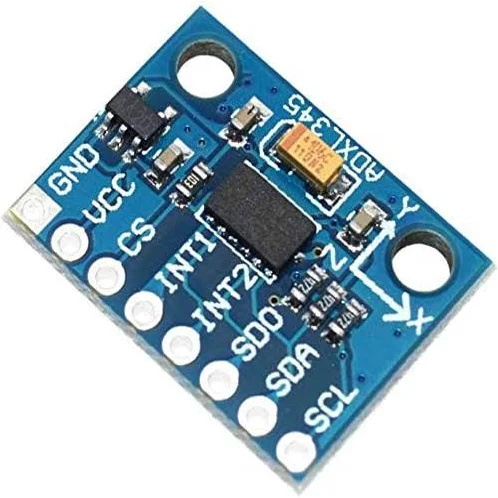 GND
VCC
CS
INT1
INT2
SDO
SDA
SCL
ADXL345
Y
Z
X